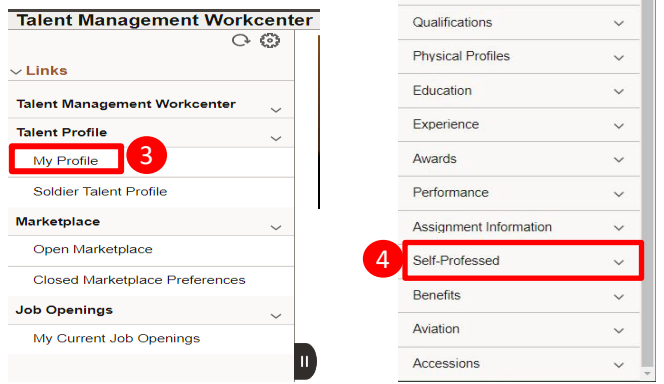 Talent Management Workcenter
Links
Talent Management Workcenter
Talent Profile
My Profile
3
Soldier Talent Profile
Marketplace
Open Marketplace
Closed Marketplace Preferences
Job Openings
My Current Job Openings
Qualifications
Physical Profiles
Education
Experience
Awards
Performance
Assignment Information
4
Self-Professed
Benefits
Aviation
Accessions